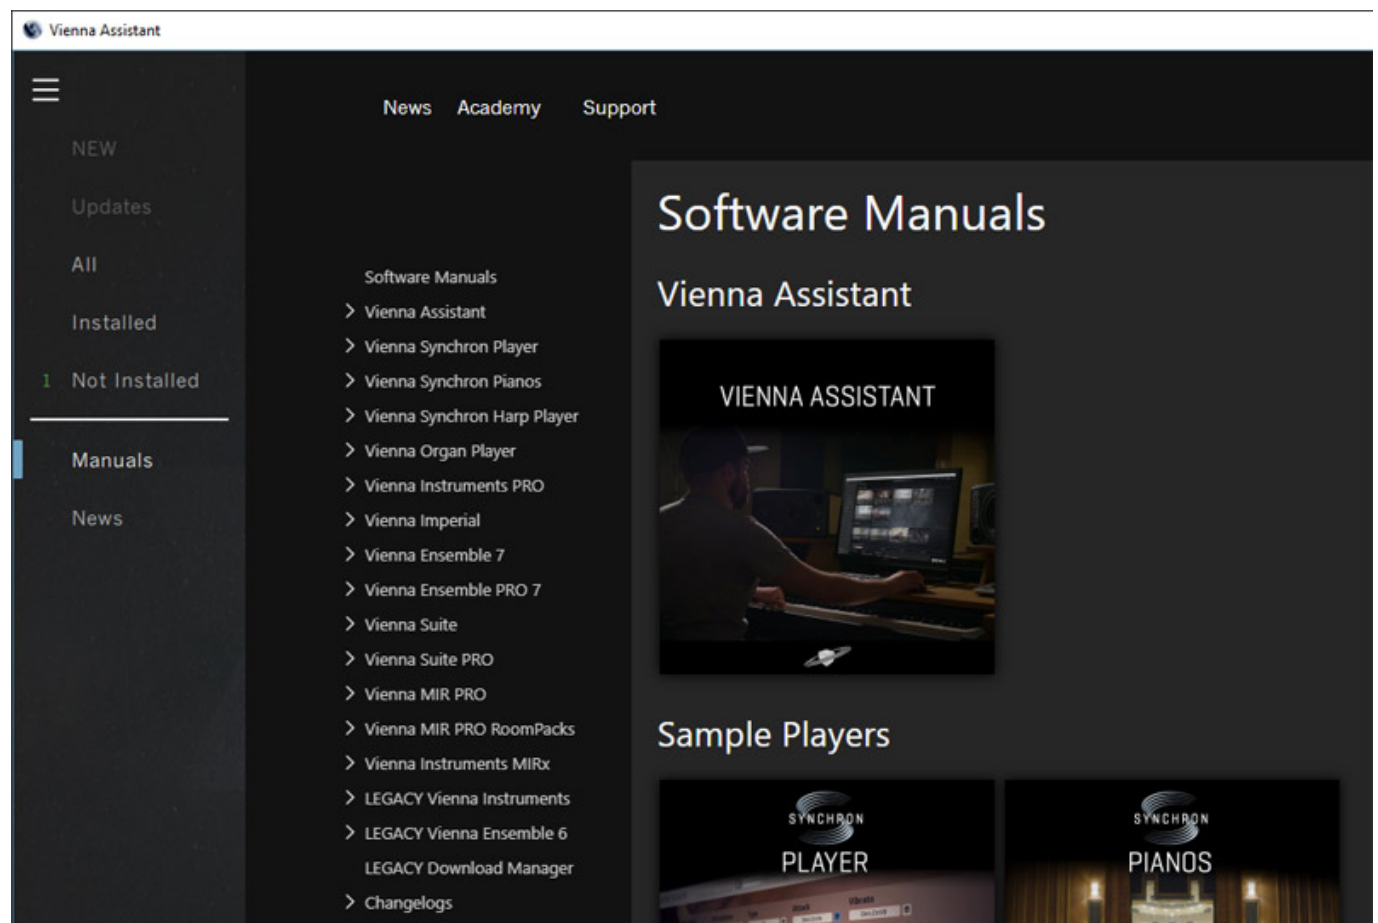 Vienna Assistant
News Academy Support
NEW
Updates
All
Installed
1 Not Installed
Manuals
News
Software Manuals
Vienna Assistant
Vienna Synchron Player
Vienna Synchron Pianos
Vienna Synchron Harp Player
Vienna Organ Player
Vienna Instruments PRO
Vienna Imperial
Vienna Ensemble 7
Vienna Ensemble PRO 7
Vienna Suite
Vienna Suite PRO
Vienna MIR PRO
Vienna MIR PRO RoomPacks
Vienna Instruments MIRx
LEGACY Vienna Instruments
LEGACY Vienna Ensemble 6
LEGACY Download Manager
Changelogs
Software Manuals
Vienna Assistant
VIENNA ASSISTANT
Sample Players
SYNCHRON
PLAYER
Attack
Vibrato
SYNCHRON
PIANOS